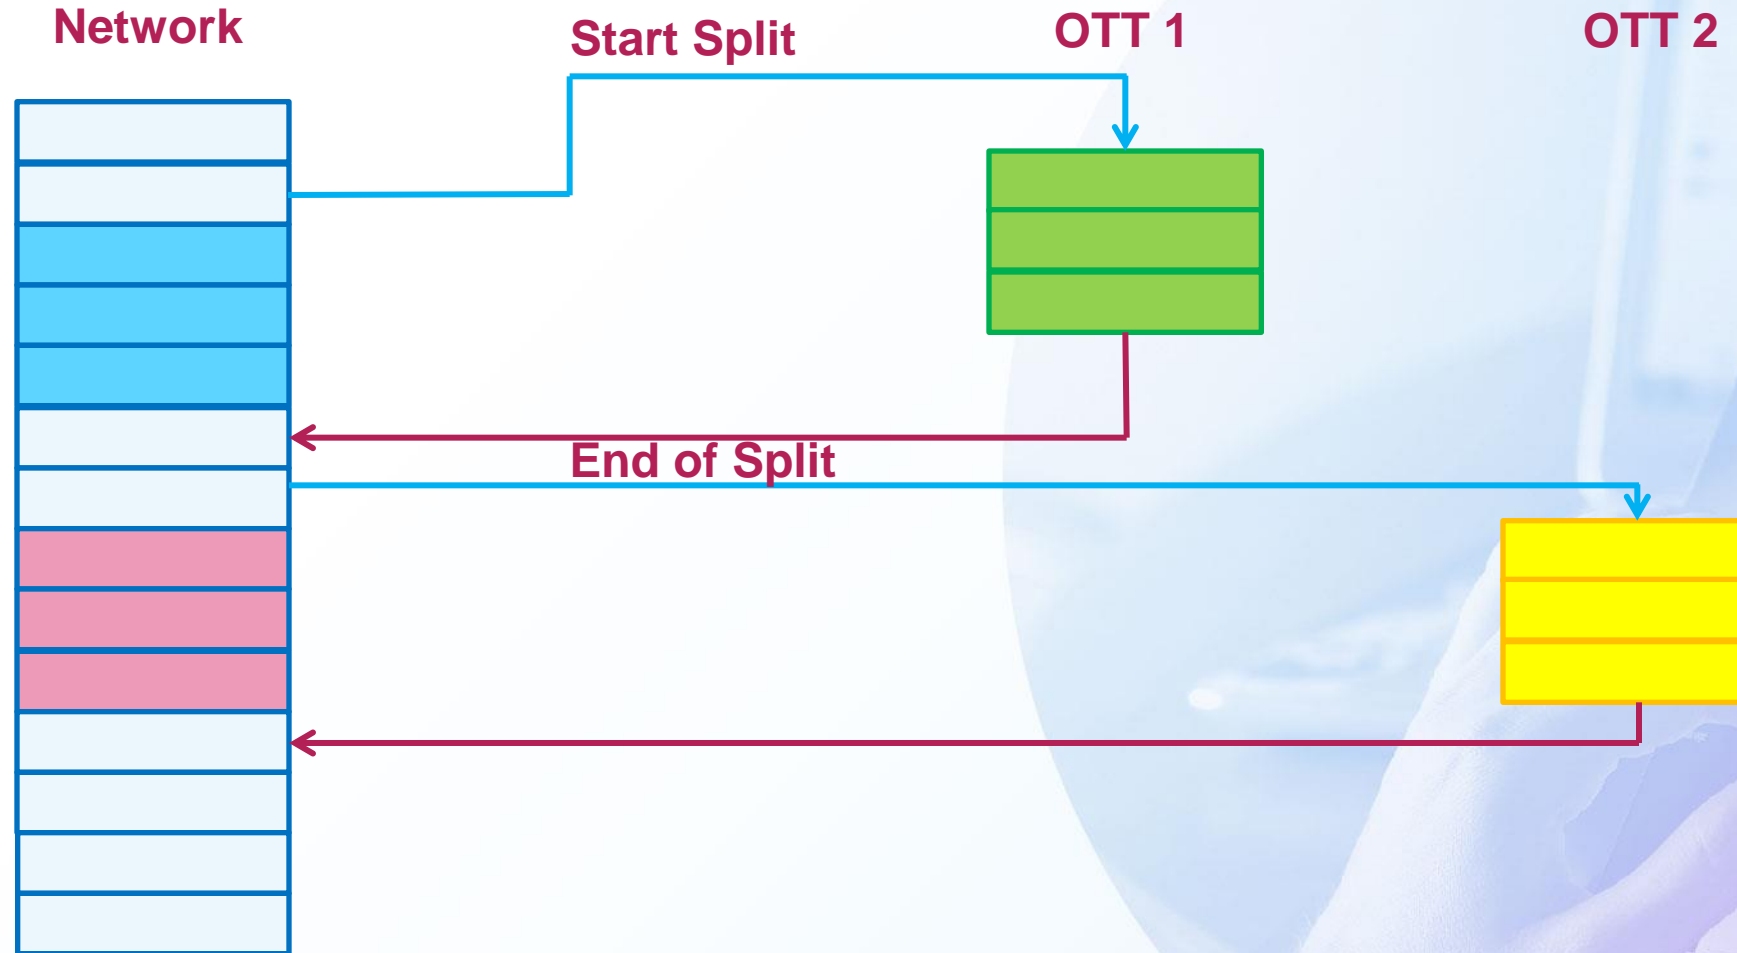 Network
Start Split
OTT 1
OTT 2
End of Split